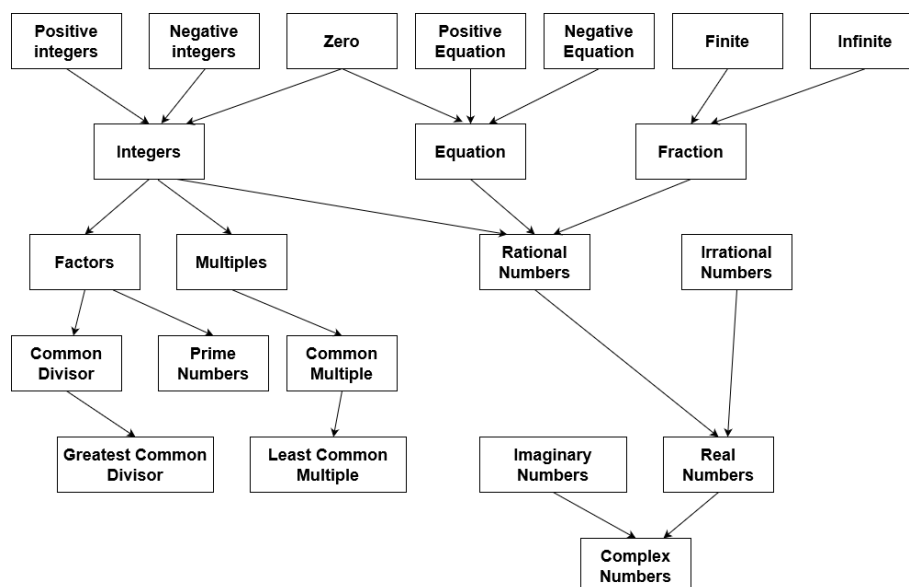 Positive
integers
Negative
integers
Zero
Positive
Equation
Negative
Equation
Finite
Infinite
Integers
Equation
Fraction
Factors
Multiples
Rational
Numbers
Irrational
Numbers
Common
Divisor
Prime
Numbers
Common
Multiple
Greatest Common
Divisor
Least Common
Multiple
Imaginary
Numbers
Real
Numbers
Complex
Numbers